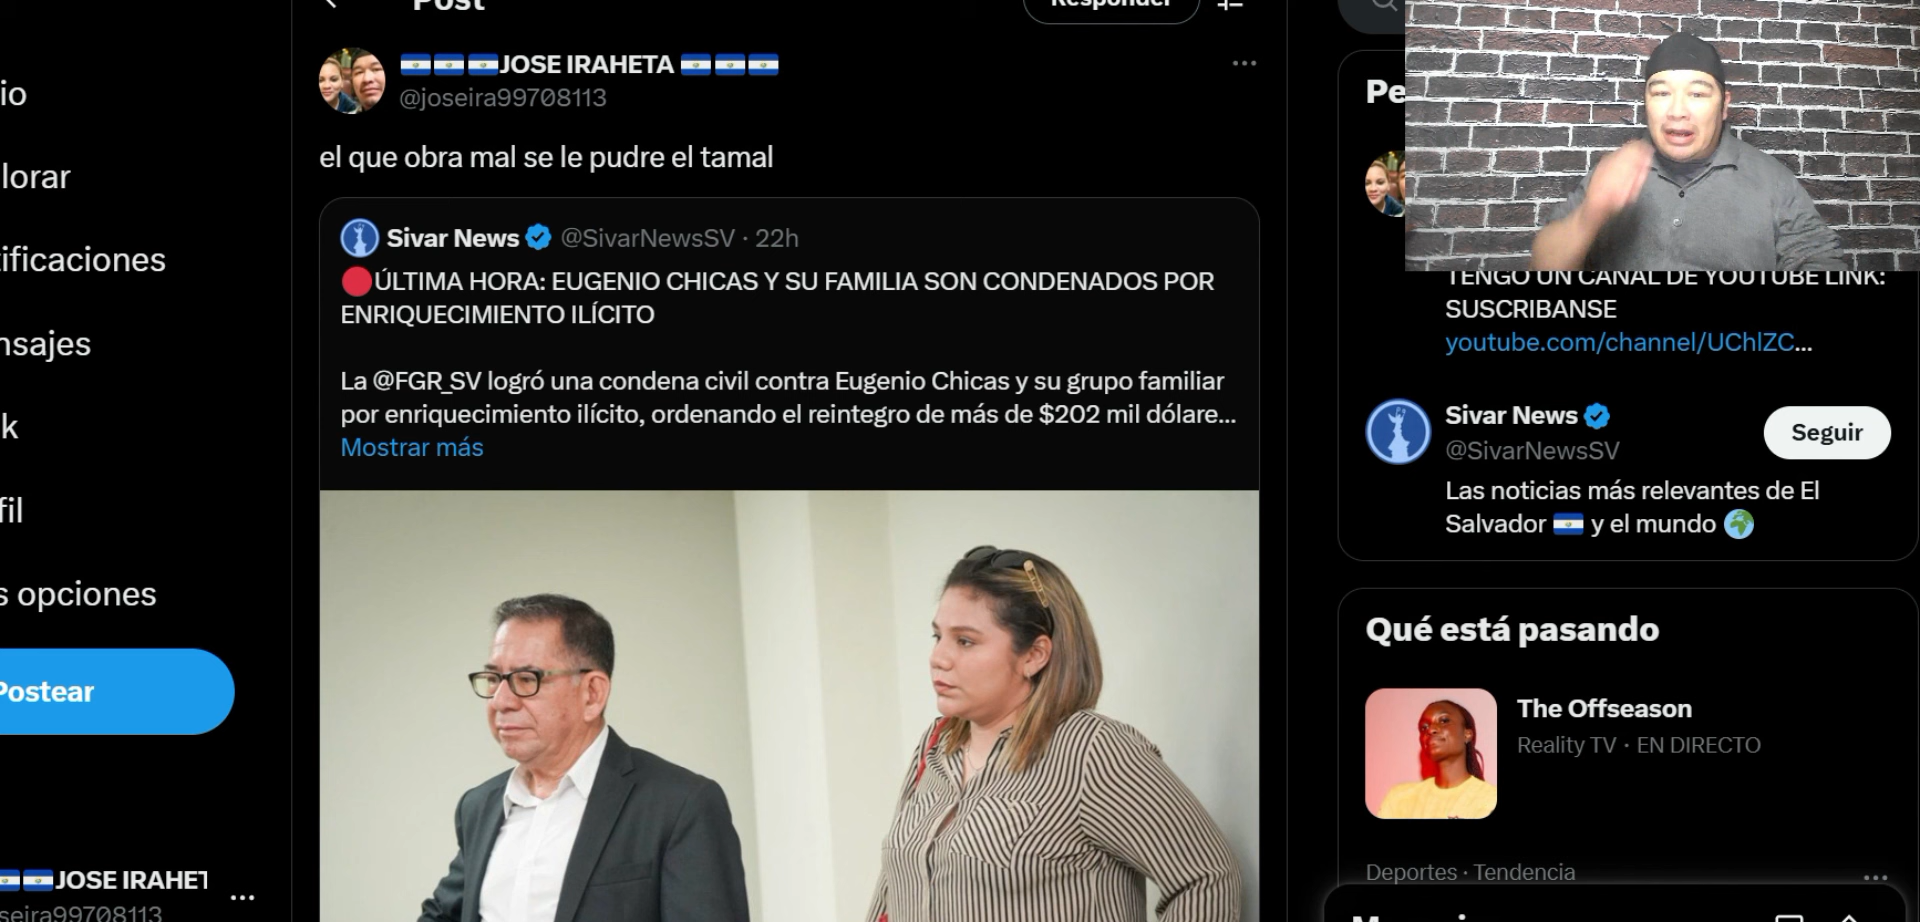 Post
Responder
JOSE IRAHETA
@joseira99708113
el que obra mal se le pudre el tamal
Sivar News @SivarNewsSV · 22h
ÚLTIMA HORA: EUGENIO CHICAS Y SU FAMILIA SON CONDENADOS POR
ENRIQUECIMIENTO ILÍCITO
La @FGR_SV logró una condena civil contra Eugenio Chicas y su grupo familiar
por enriquecimiento ilícito, ordenando el reintegro de más de $202 mil dólare...
Mostrar más
io
lorar
tificaciones
nsajes
k
fil
s opciones
Postear
JOSE IRAHET
seira99708113
Pe
TENGO UN CANAL DE YOUTUBE LINK:
SUSCRIBANSE
youtube.com/channel/UChlZC...
Sivar News
@SivarNewsSV
Seguir
Las noticias más relevantes de El
Salvador y el mundo
Qué está pasando
The Offseason
Reality TV · EN DIRECTO
Deportes · Tendencia